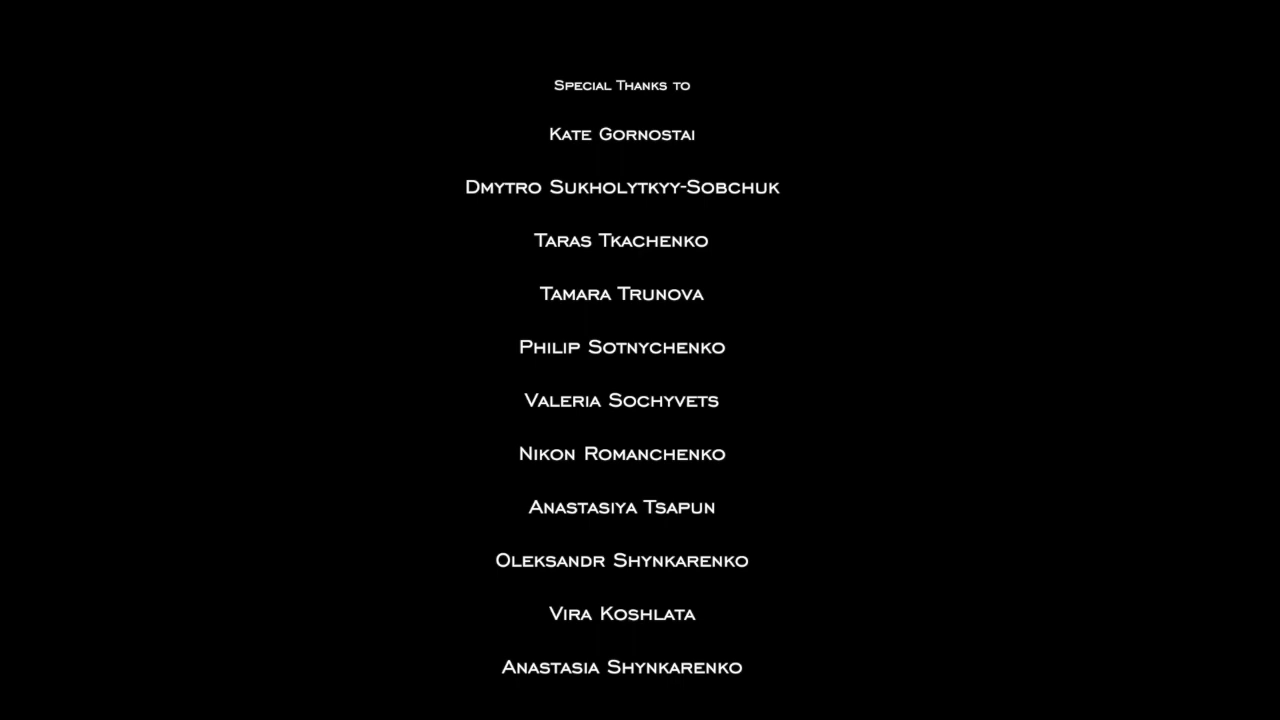 Special Thanks to
Kate Gornostai
Dmytro Sukholytkyy-Sobchuk
Taras Tkachenko
Tamara Trunova
Philip Sotnychenko
Valeria Sochyvets
Nikon Romanchenko
Anastasiya Tsapun
Oleksandr Shynkarenko
Vira Koshlata
Anastasia Shynkarenko